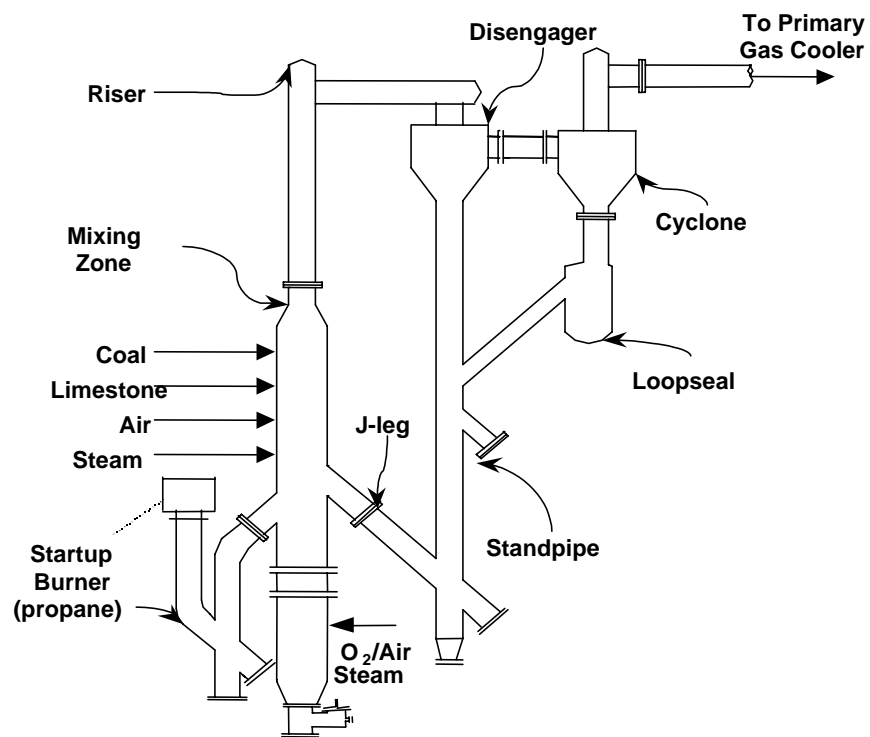 To Primary
Gas Cooler
Disengager
Riser
Cyclone
Mixing
Zone
Coal
Loopseal
Limestone
Air
J-leg
Steam
Standpipe
Startup
Burner
(propane)
O2/Air
Steam